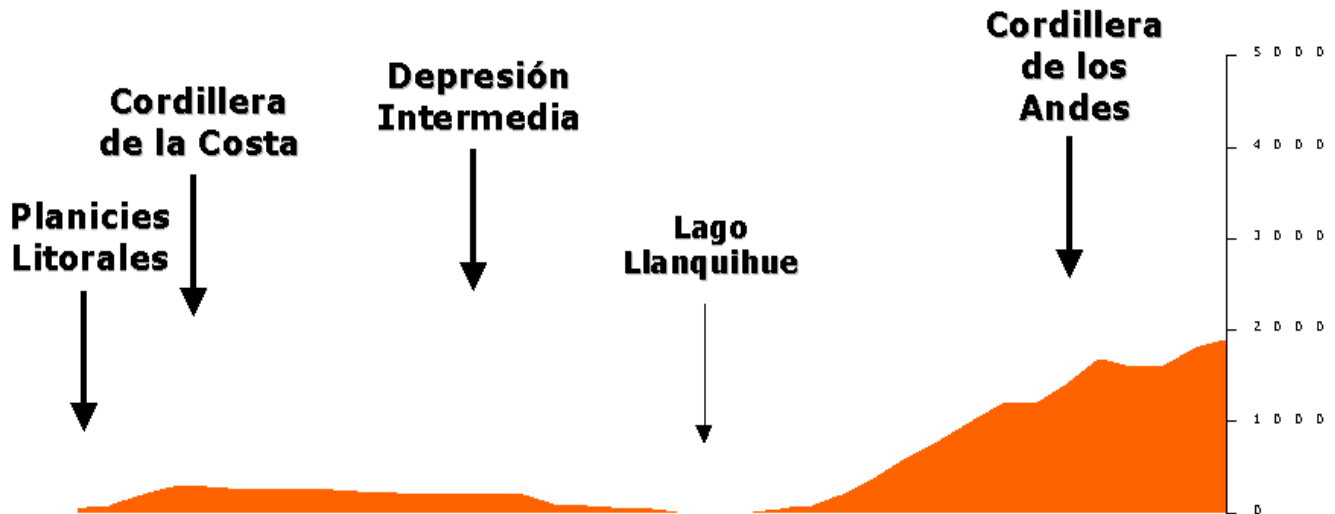 Planicies
Litorales
Cordillera
de la Costa
Depresión
Intermedia
Lago
Llanquihue
Cordillera
de los
Andes
5000
4000
3000
2000
1000
0